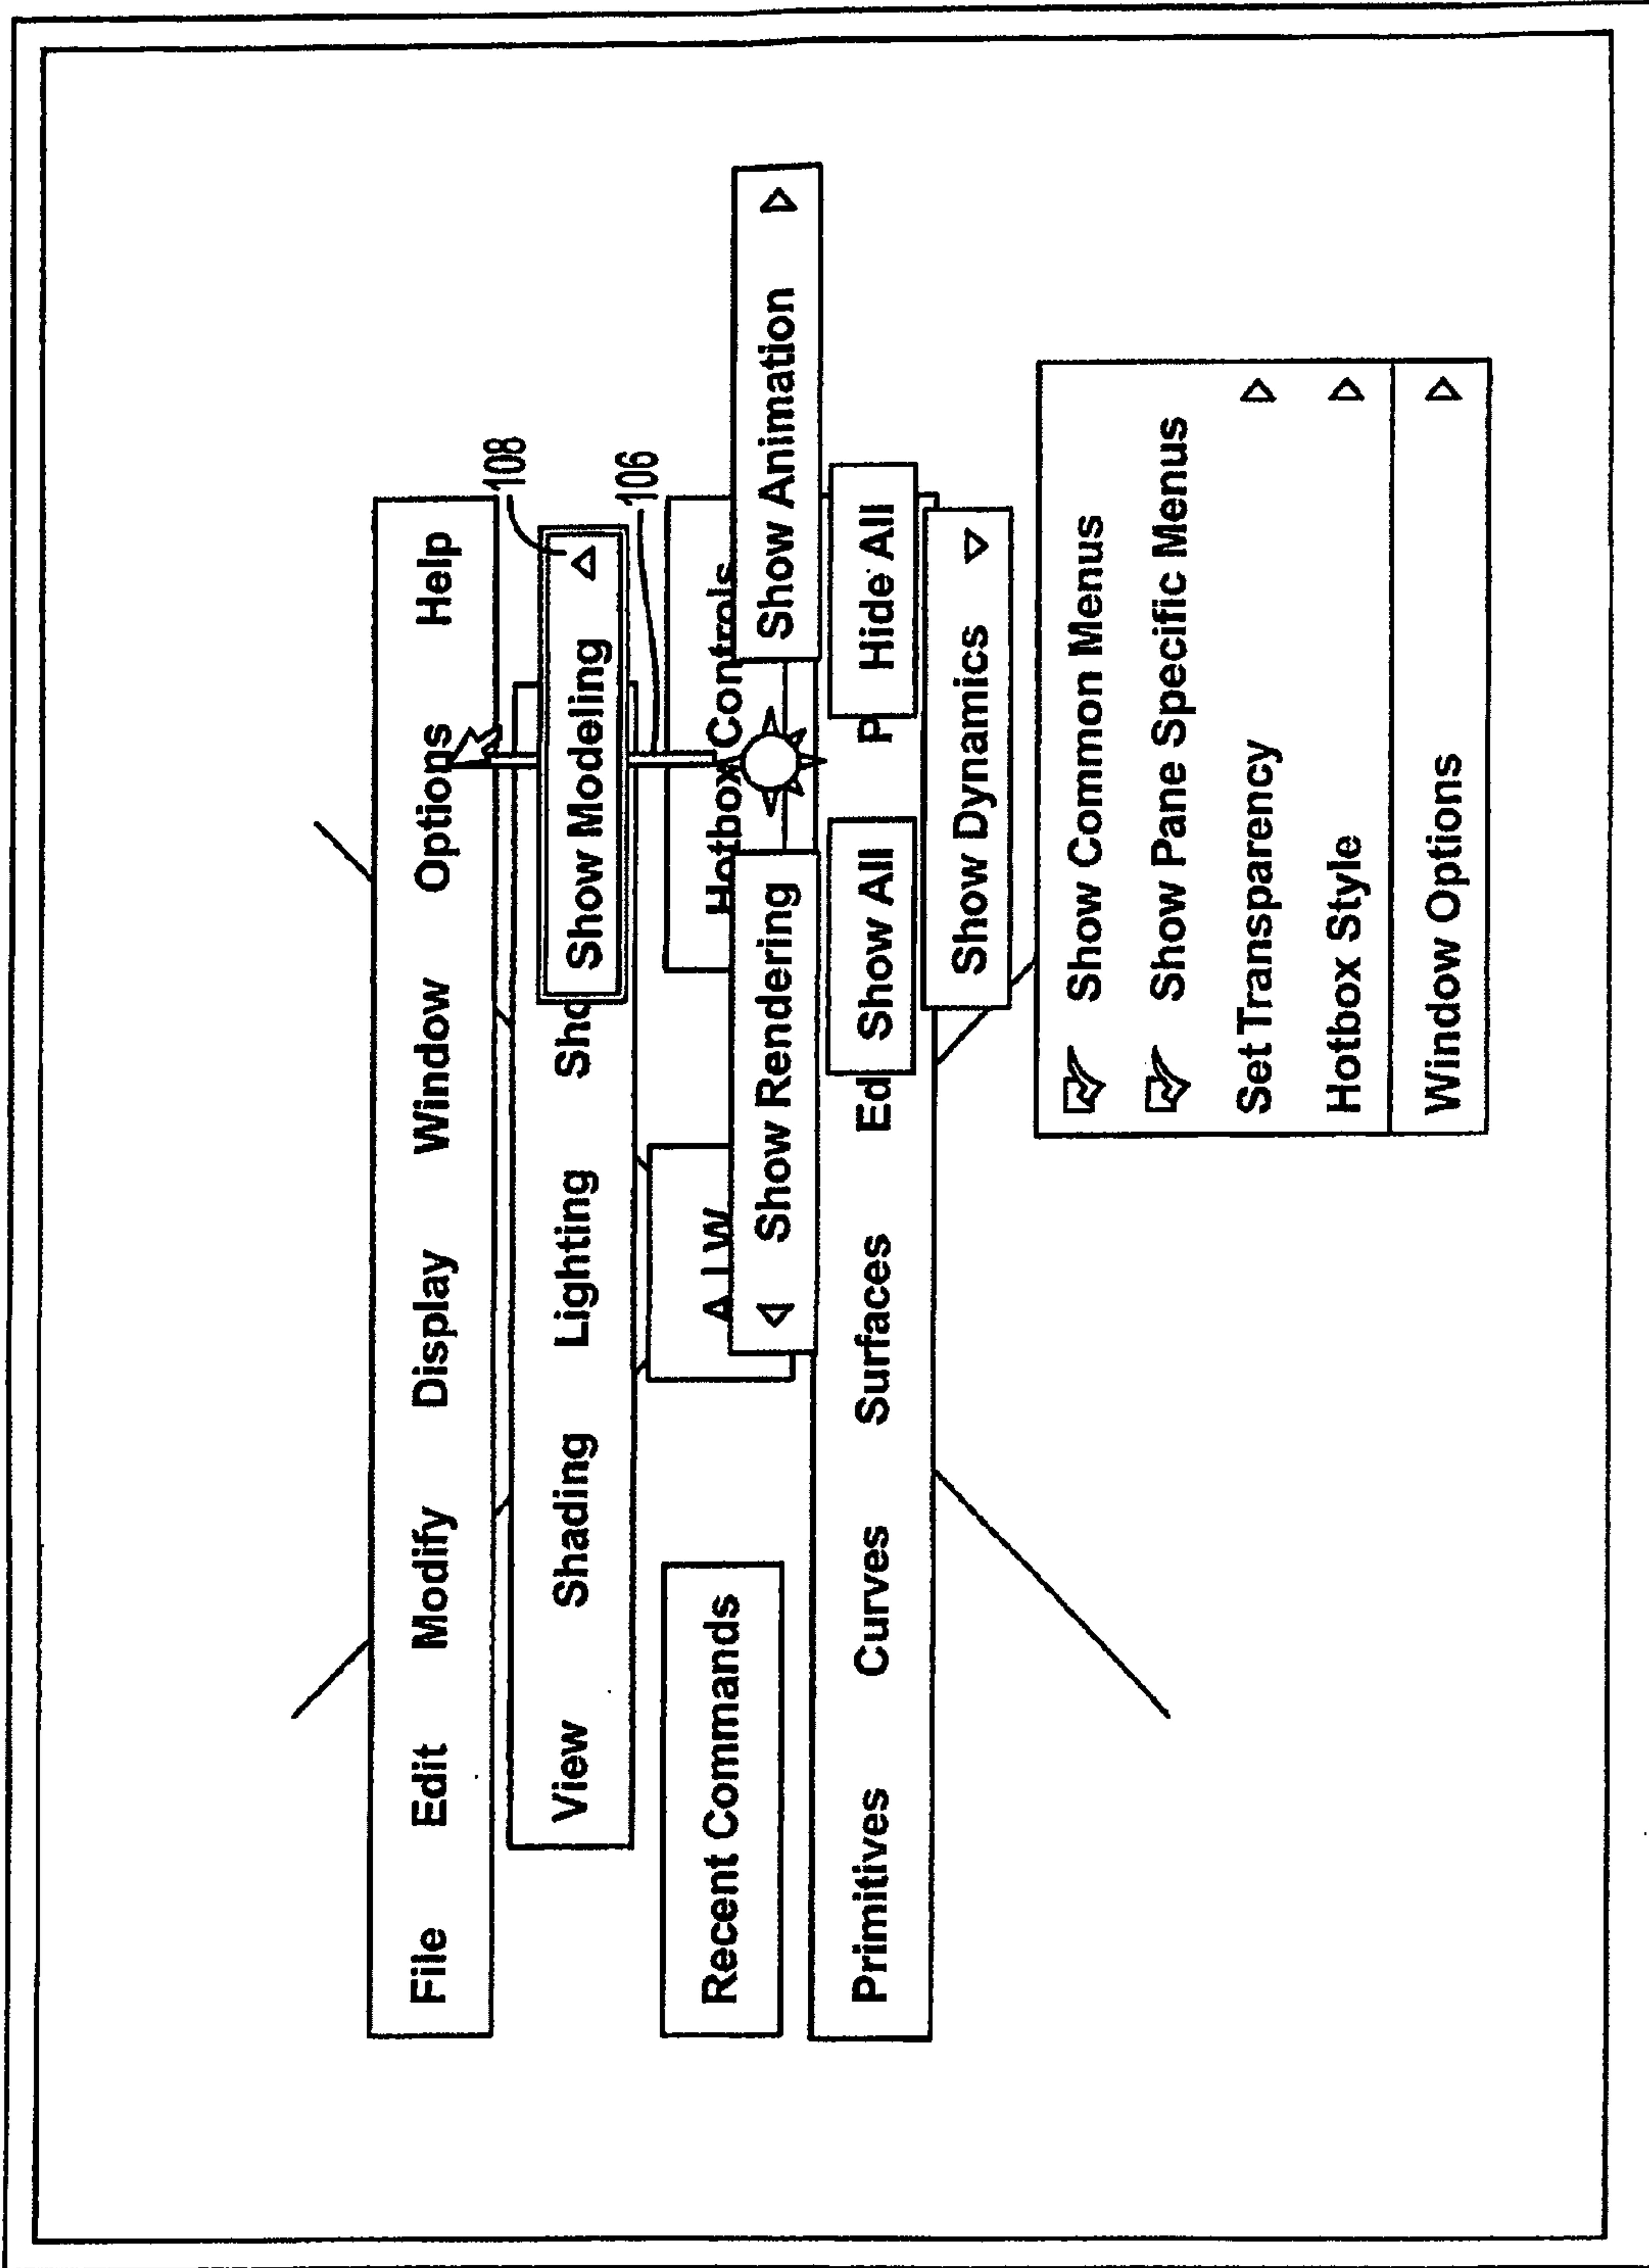 File Edit Modify Display Window Options Help
108
View Shading Lighting Sho
Show Modeling
106
Recent Commands
A I W
Hotbox Controls
Show Rendering
Show Animation
Primitives Curves Surfaces Ed
Show All
P
Hide All
Show Dynamics
Show Common Menus
Show Pane Specific Menus
Set Transparency
Hotbox Style
Window Options